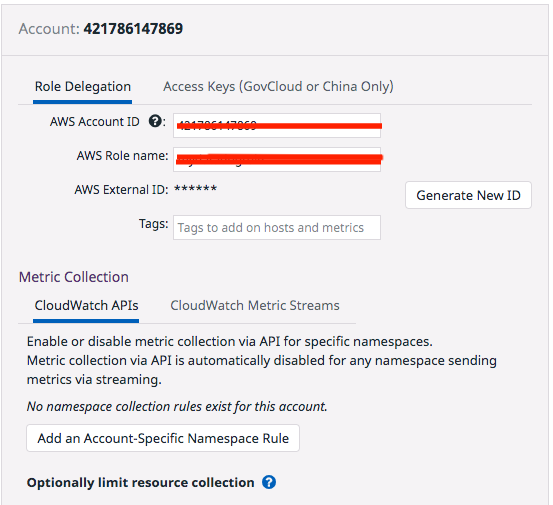 Account: 421786147869
Role Delegation
Access Keys (GovCloud or China Only)
AWS Account ID ?:
AWS Role name:
AWS External ID: ******
Generate New ID
Tags: Tags to add on hosts and metrics
Metric Collection
CloudWatch APIs
CloudWatch Metric Streams
Enable or disable metric collection via API for specific namespaces.
Metric collection via API is automatically disabled for any namespace sending
metrics via streaming.
No namespace collection rules exist for this account.
Add an Account-Specific Namespace Rule
Optionally limit resource collection ?